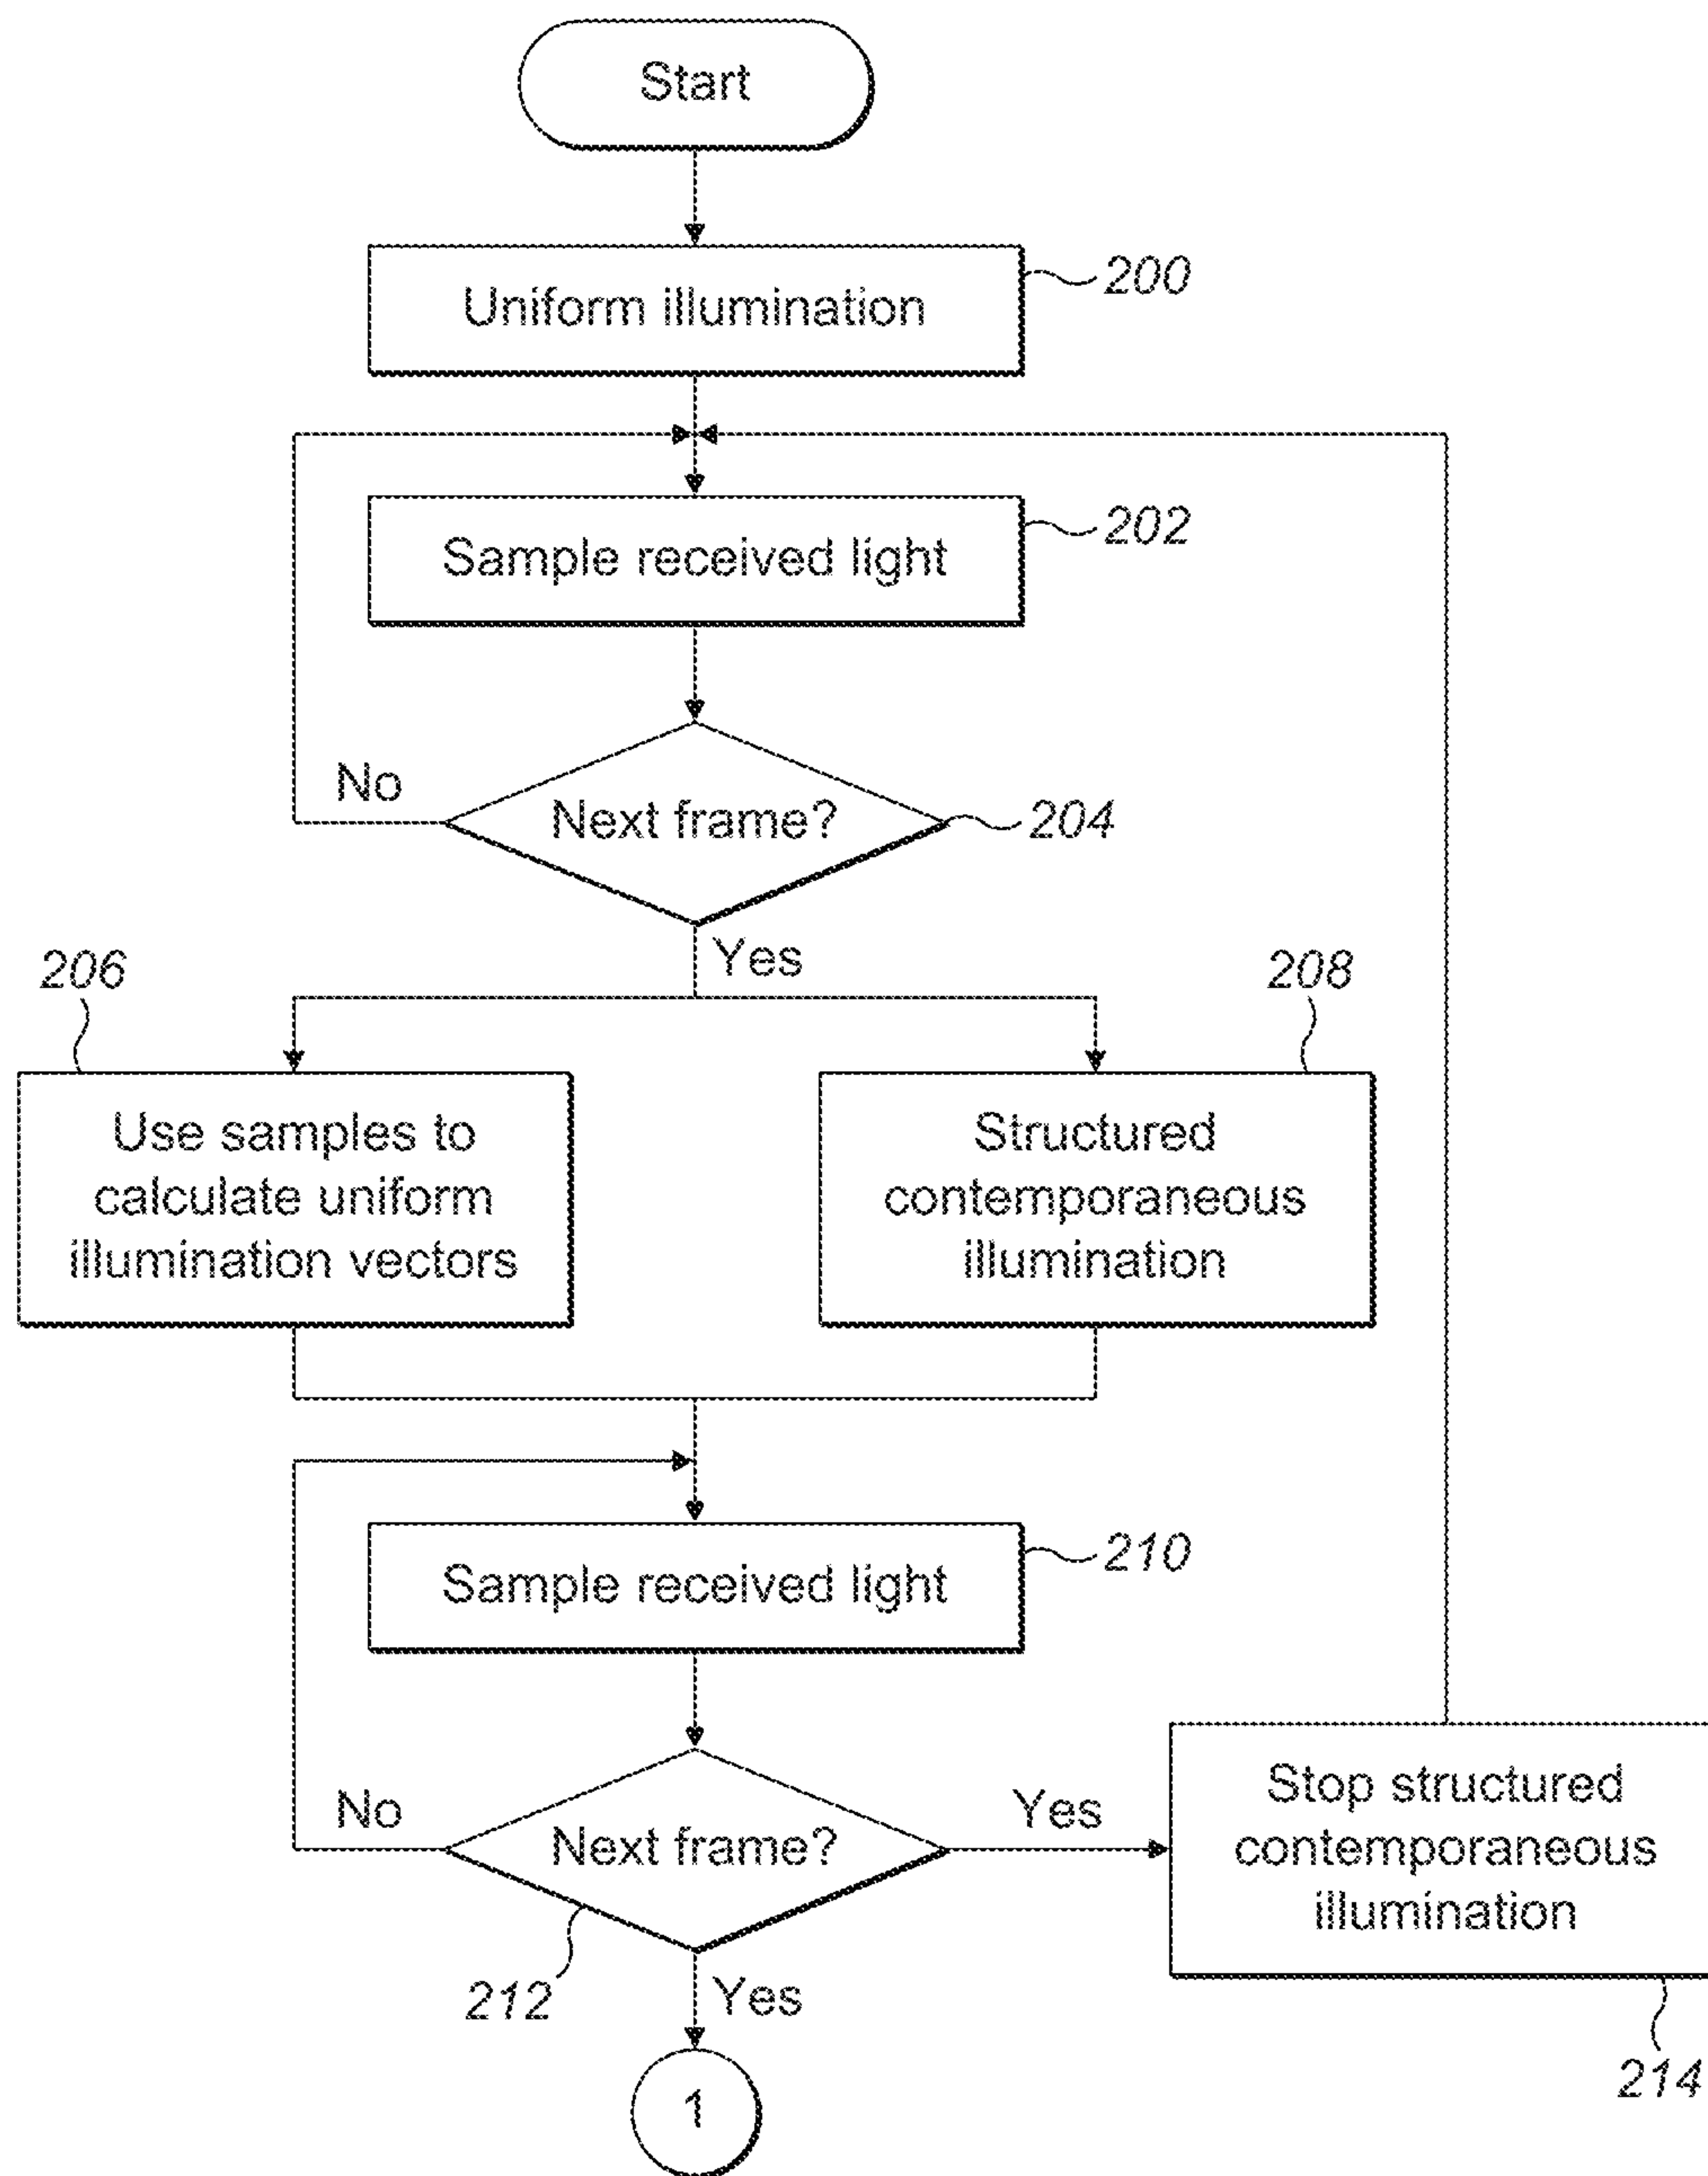 Start
Uniform illumination
200
Sample received light
202
No
Next frame?
204
Yes
206
208
Use samples to
calculate uniform
illumination vectors
Structured
contemporaneous
illumination
Sample received light
210
No
Next frame?
Yes
212
Yes
Stop structured
contemporaneous
illumination
214
1